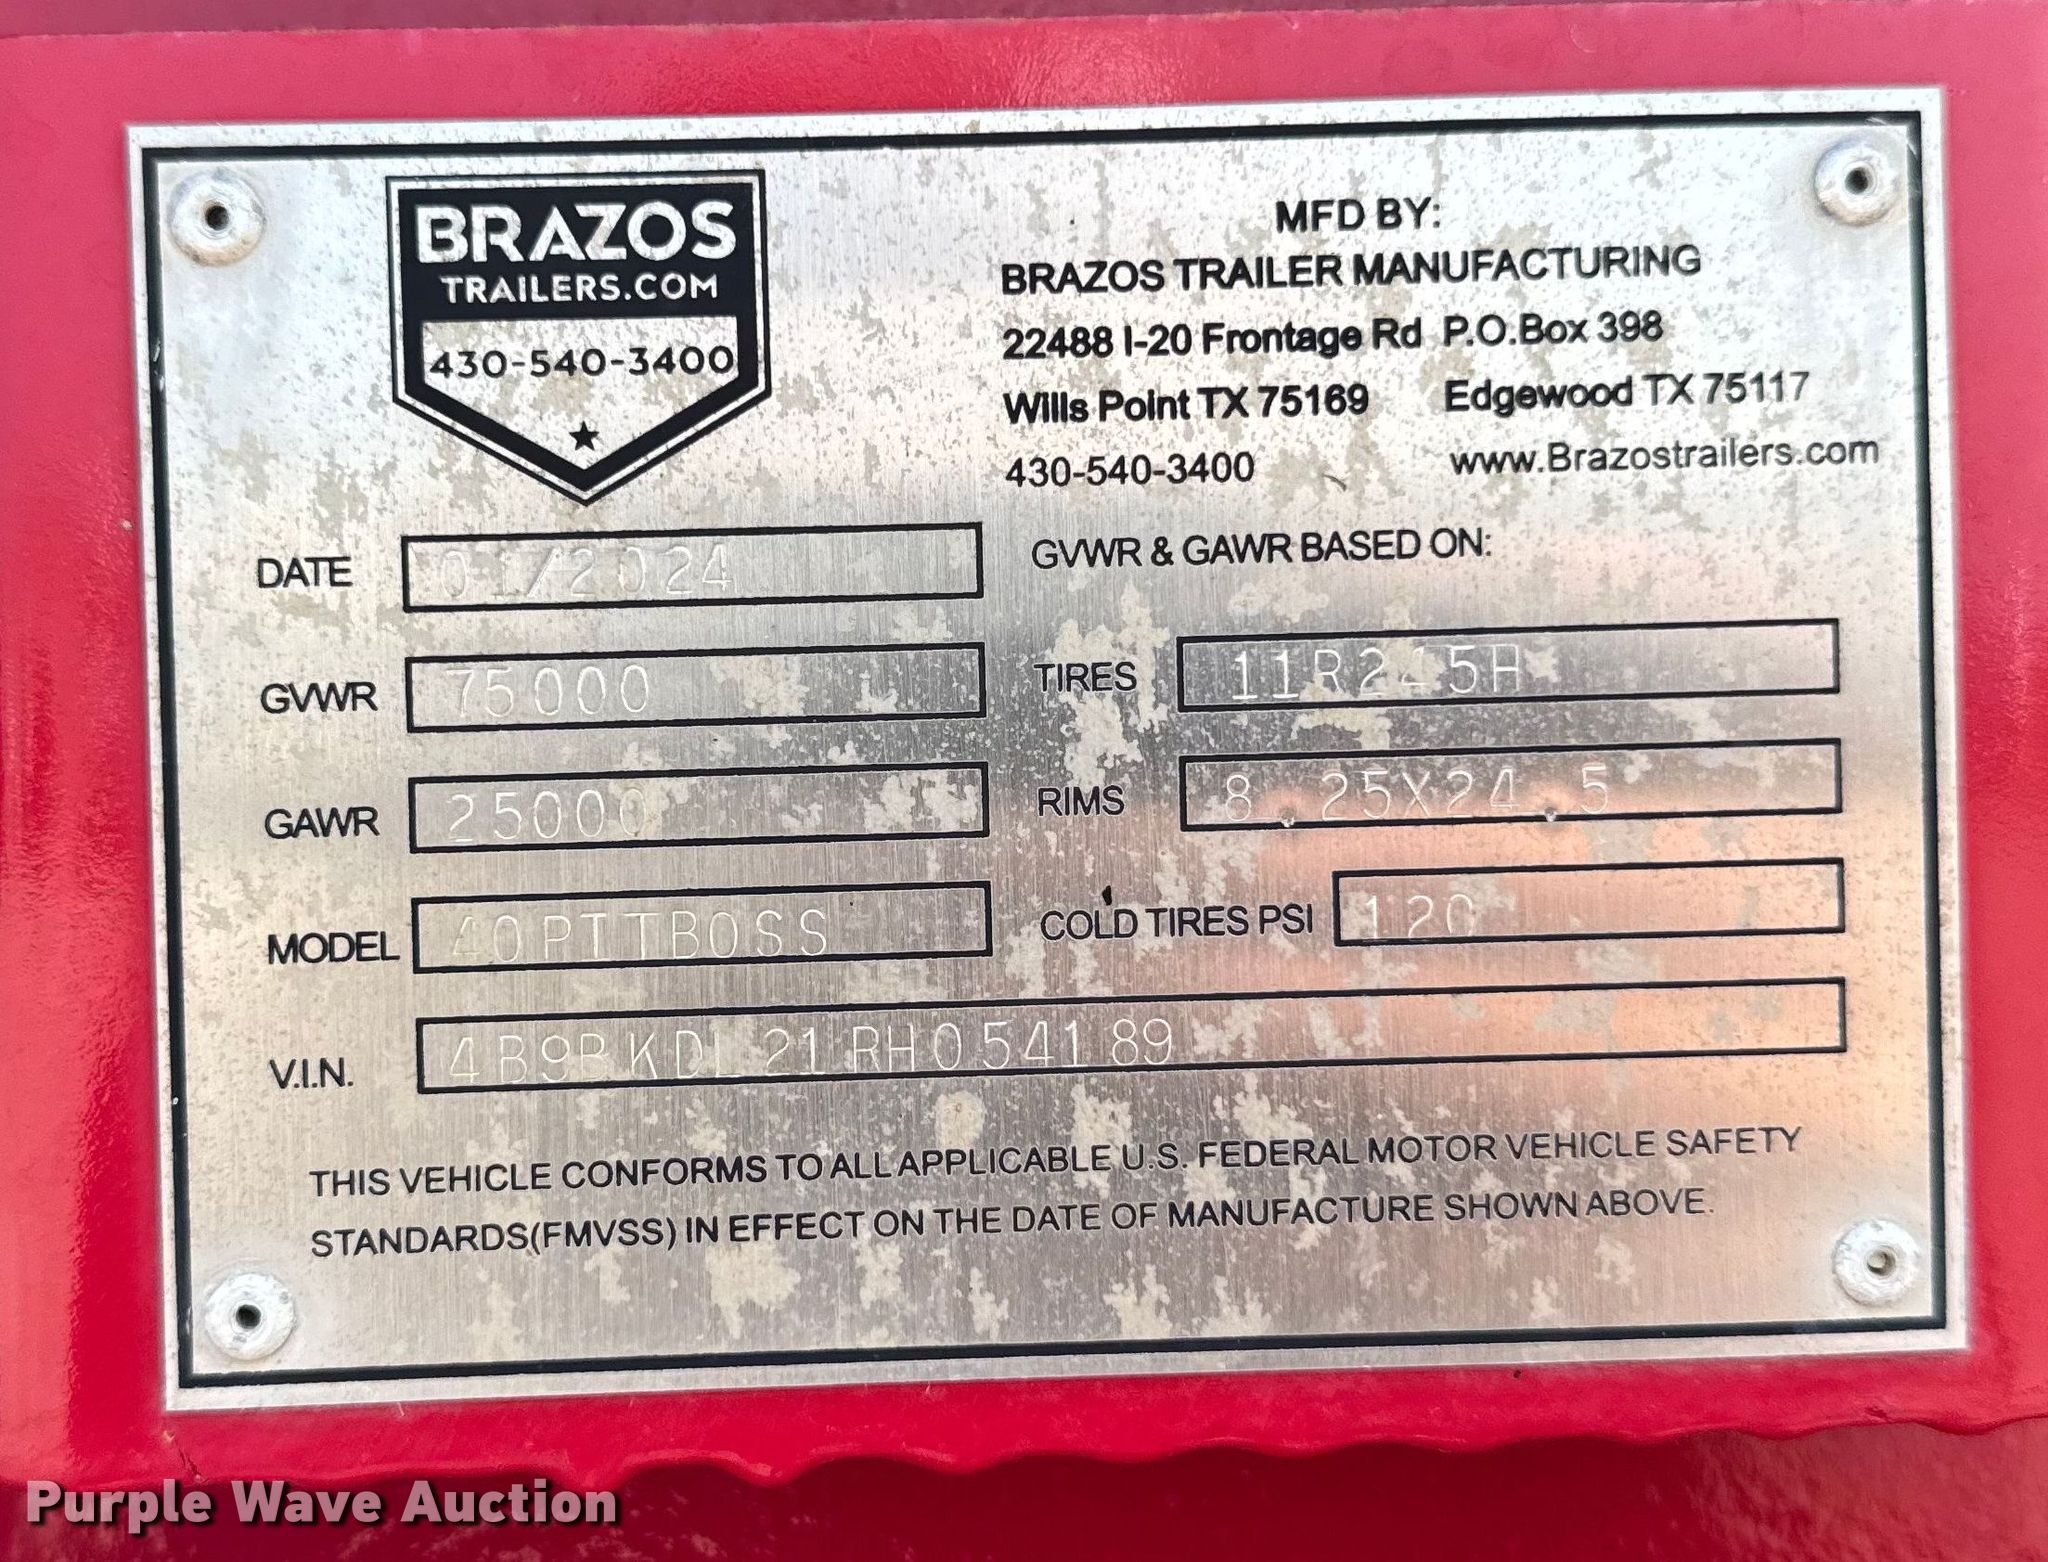 BRAZOS
TRAILERS.COM
430-540-3400
MFD BY:
BRAZOS TRAILER MANUFACTURING
22488 I-20 Frontage Rd P.O.Box 398
Wills Point TX 75169 Edgewood TX 75117
430-540-3400 www.Brazostrailers.com
DATE 01/2024
GVWR & GAWR BASED ON:
GVWR 75000
TIRES
GAWR 25000
RIMS 8.25X24.5
MODEL 40PITTBOSS
COLD TIRES PSI 120
V.I.N. 4B9BKDL21RH054189
THIS VEHICLE CONFORMS TO ALL APPLICABLE U.S. FEDERAL MOTOR VEHICLE SAFETY
STANDARDS(FMVSS) IN EFFECT ON THE DATE OF MANUFACTURE SHOWN ABOVE.
Purple Wave Auction